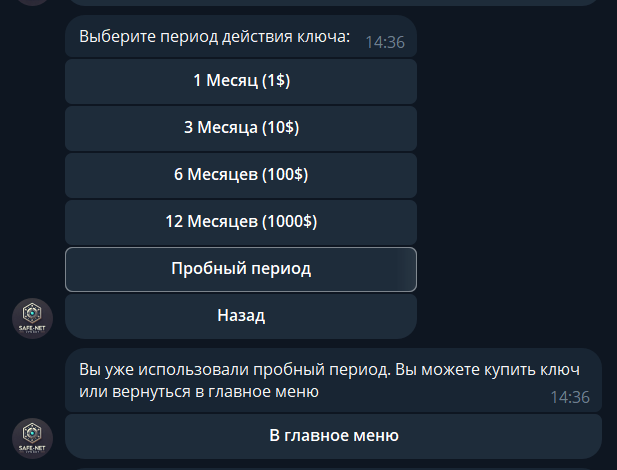 Выберите период действия ключа:
14:36
1 Месяц (1$)
3 Месяца (10$)
6 Месяцев (100$)
12 Месяцев (1000$)
Пробный период
Назад
SAFE-NET
Вы уже использовали пробный период. Вы можете купить ключ
или вернуться в главное меню
14:36
В главное меню
SAFE-NET